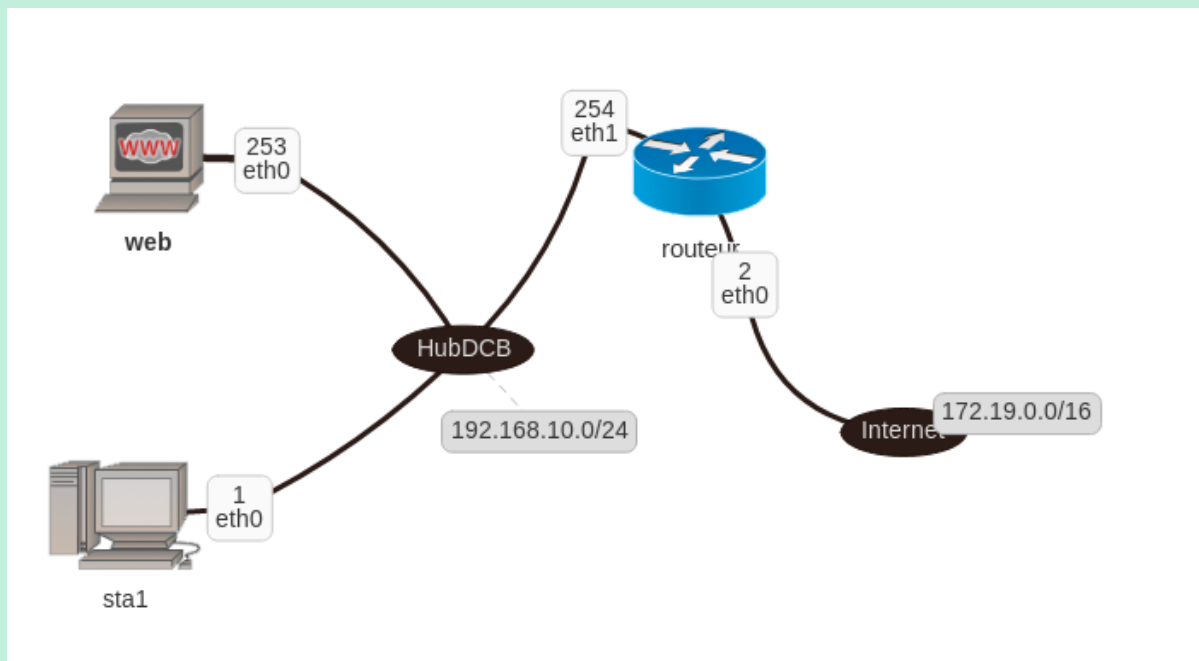 254
eth1
WWW
253
eth0
web
routeur
2
eth0
HubDCB
192.168.10.0/24
172.19.0.0/16
Internet
1
eth0
sta1